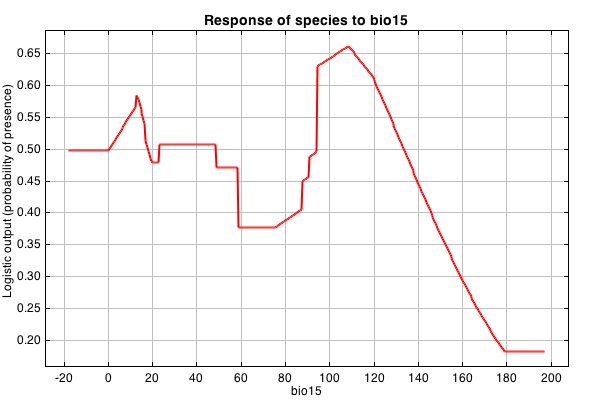 Response of species to bio15
Logistic output (probability of presence)
0.65
0.60
0.55
0.50
0.45
0.40
0.35
0.30
0.25
0.20
-20 0 20 40 60 80 100 120 140 160 180 200
bio15